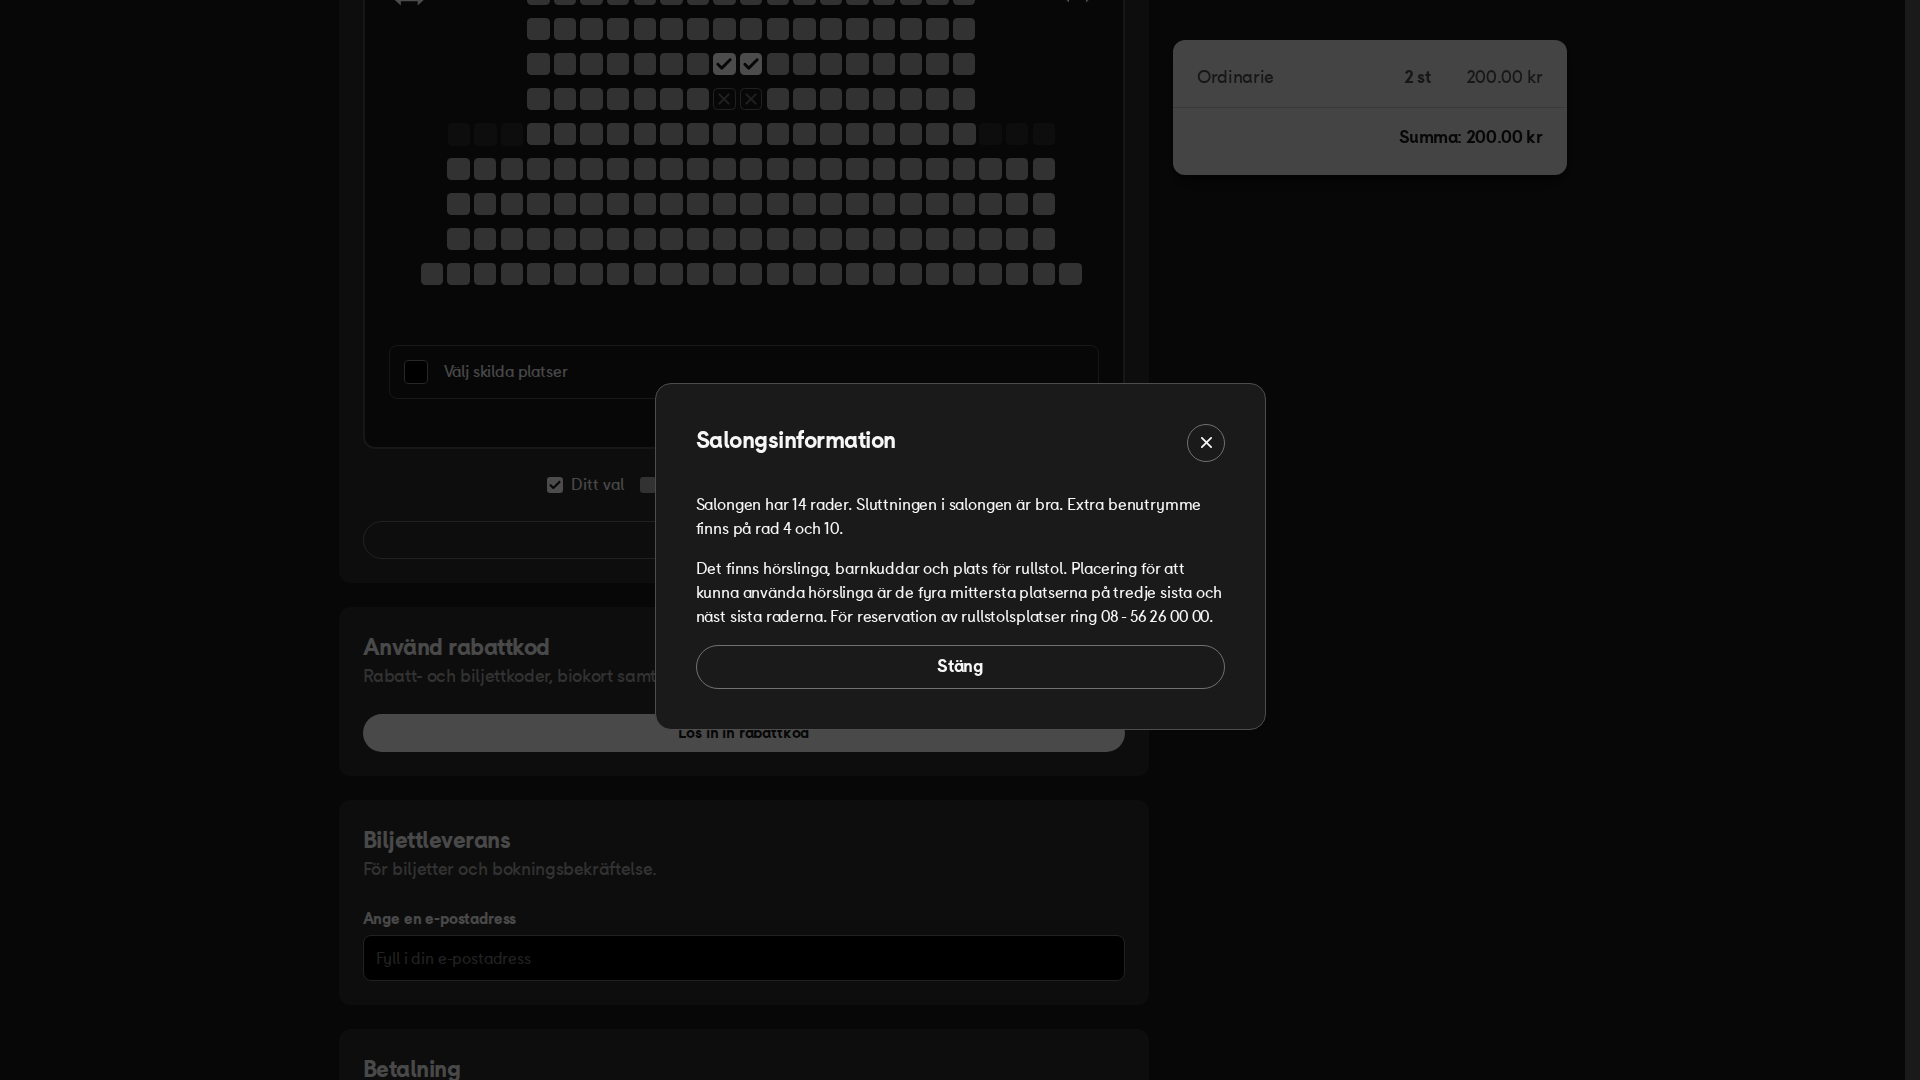 Ordinarie 2 st 200.00 kr
Summa: 200.00 kr
Välj skilda platser
Ditt val
Salongsinformation
Salongen har 14 rader. Sluttningen i salongen är bra. Extra benutrymme
finns på rad 4 och 10.
Det finns hörslinga, barnkuddar och plats för rullstol. Placering för att
kunna använda hörslinga är de fyra mittersta platserna på tredje sista och
näst sista raderna. För reservation av rullstolsplatser ring 08 - 56 26 00 00.
Stäng
Använd rabattkod
Rabatt- och biljettkoder, biokort samt
Lös in in rabattkod
Biljettleverans
För biljetter och bokningsbekräftelse.
Ange en e-postadress
Fyll i din e-postadress
Betalning